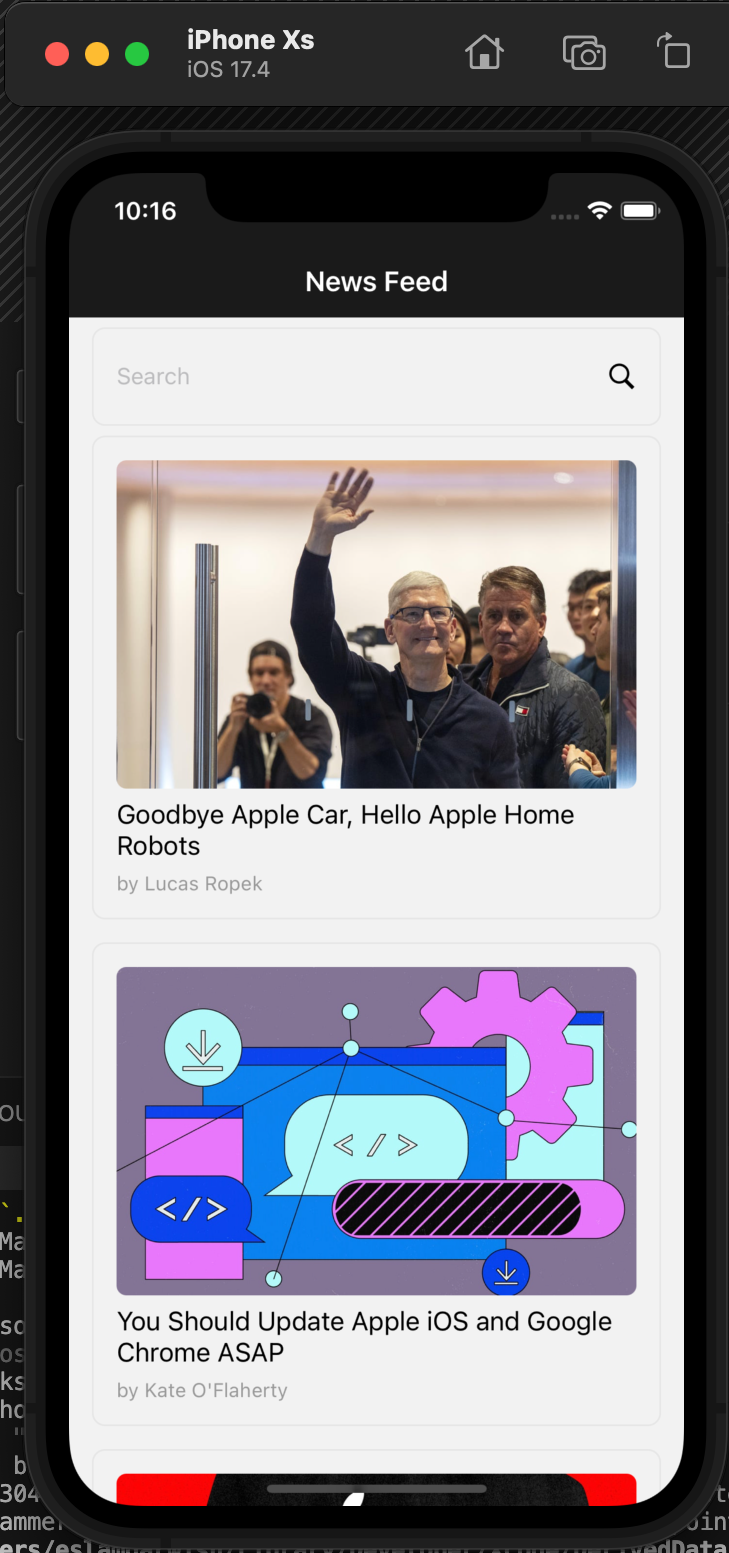 iPhone Xs
iOS 17.4
10:16
News Feed
Search
Goodbye Apple Car, Hello Apple Home
Robots
by Lucas Ropek
</>
</>
You Should Update Apple iOS and Google
Chrome ASAP
by Kate O'Flaherty
304